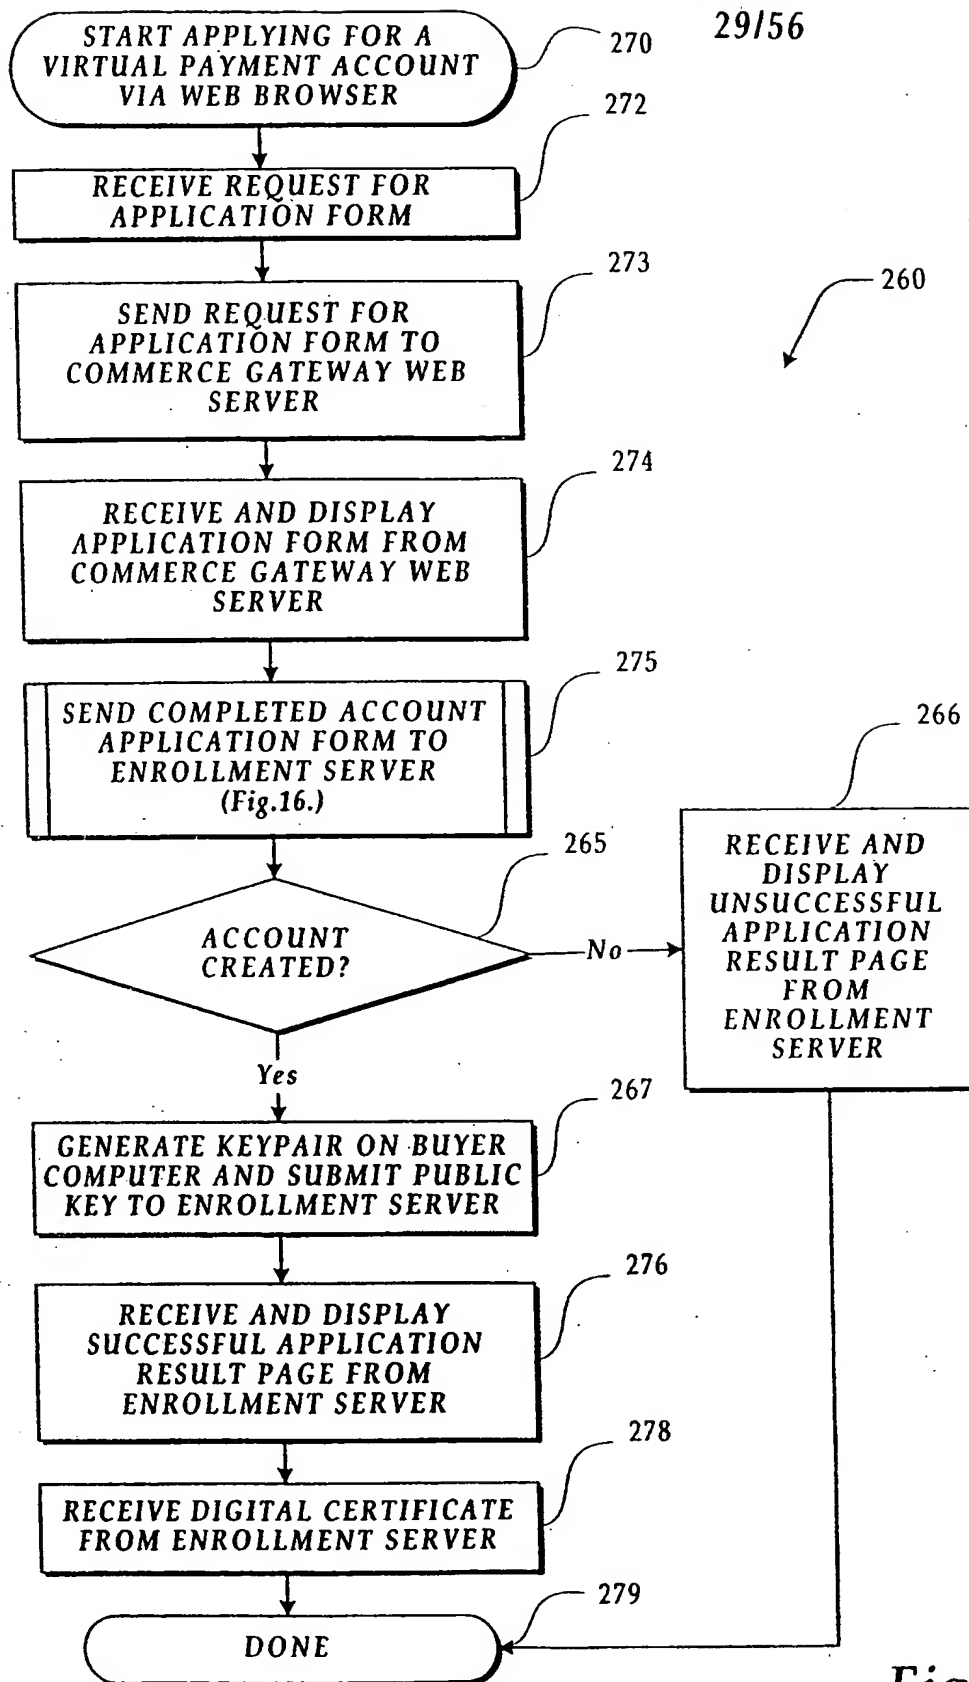 29/56
START APPLYING FOR A
VIRTUAL PAYMENT ACCOUNT
VIA WEB BROWSER
270
272
RECEIVE REQUEST FOR
APPLICATION FORM
273
260
SEND REQUEST FOR
APPLICATION FORM TO
COMMERCE GATEWAY WEB
SERVER
274
RECEIVE AND DISPLAY
APPLICATION FORM FROM
COMMERCE GATEWAY WEB
SERVER
275
SEND COMPLETED ACCOUNT
APPLICATION FORM TO
ENROLLMENT SERVER
(Fig.16.)
266
265
ACCOUNT
CREATED?
No
RECEIVE AND
DISPLAY
UNSUCCESSFUL
APPLICATION
RESULT PAGE
FROM
ENROLLMENT
SERVER
Yes
267
GENERATE KEYPAIR ON BUYER
COMPUTER AND SUBMIT PUBLIC
KEY TO ENROLLMENT SERVER
276
RECEIVE AND DISPLAY
SUCCESSFUL APPLICATION
RESULT PAGE FROM
ENROLLMENT SERVER
278
RECEIVE DIGITAL CERTIFICATE
FROM ENROLLMENT SERVER
279
DONE